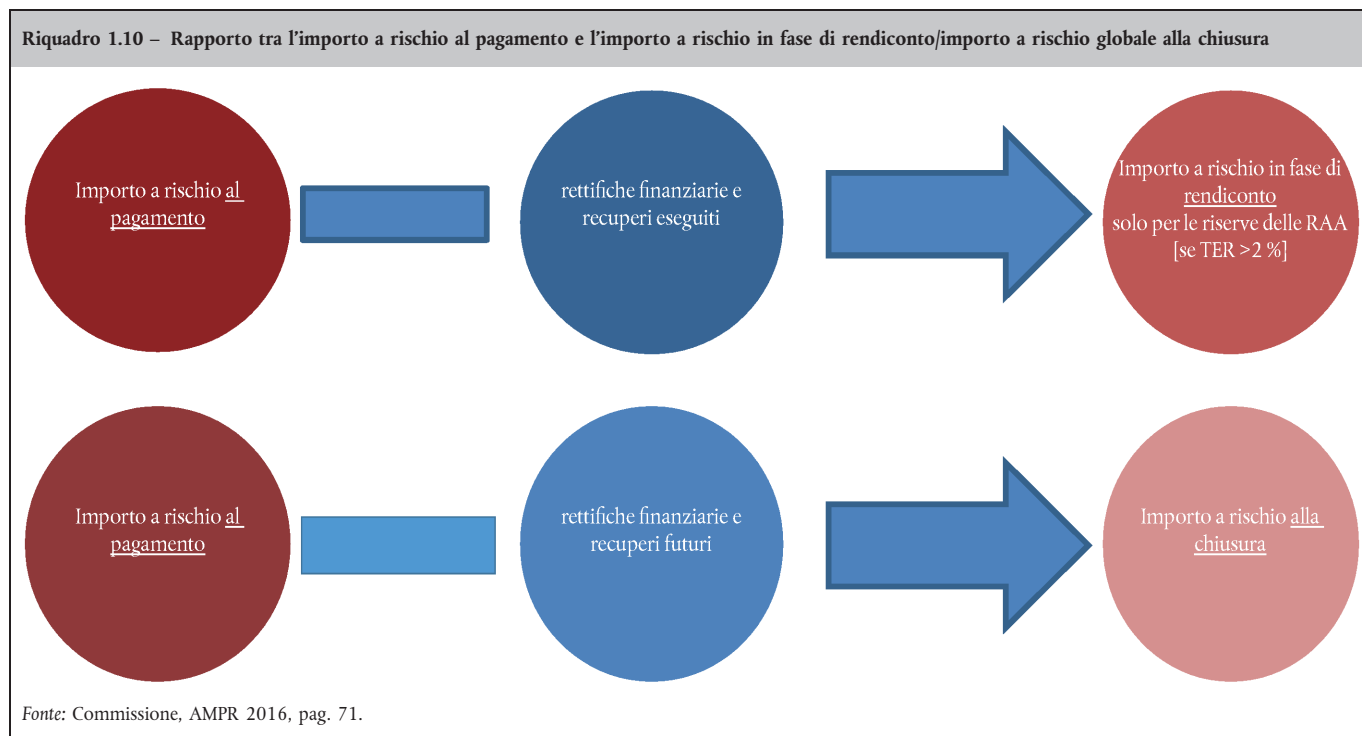 Riquadro 1.10 – Rapporto tra l'importo a rischio al pagamento e l'importo a rischio in fase di rendiconto/importo a rischio globale alla chiusura
Importo a rischio al
pagamento
rettifiche finanziarie e
recuperi eseguiti
Importo a rischio in fase di
rendiconto
solo per le riserve delle RAA
[se TER >2 %]
Importo a rischio al
pagamento
rettifiche finanziarie e
recuperi futuri
Importo a rischio alla
chiusura
Fonte: Commissione, AMPR 2016, pag. 71.